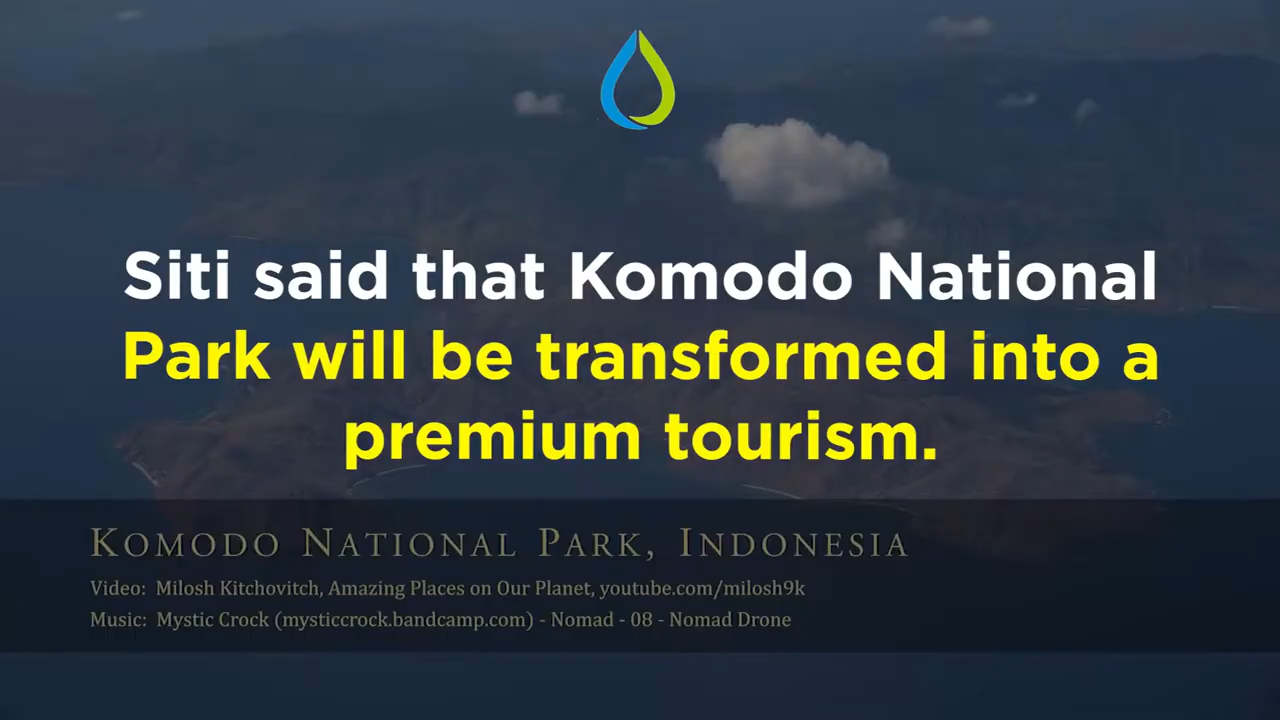 Siti said that Komodo National
Park will be transformed into a
premium tourism.
KOMODO NATIONAL PARK, INDONESIA
Video: Milosh Kitchovitch, Amazing Places on Our Planet, youtube.com/milosh9k
Music: Mystic Crock (mysticcrock.bandcamp.com) - Nomad - 08 - Nomad Drone